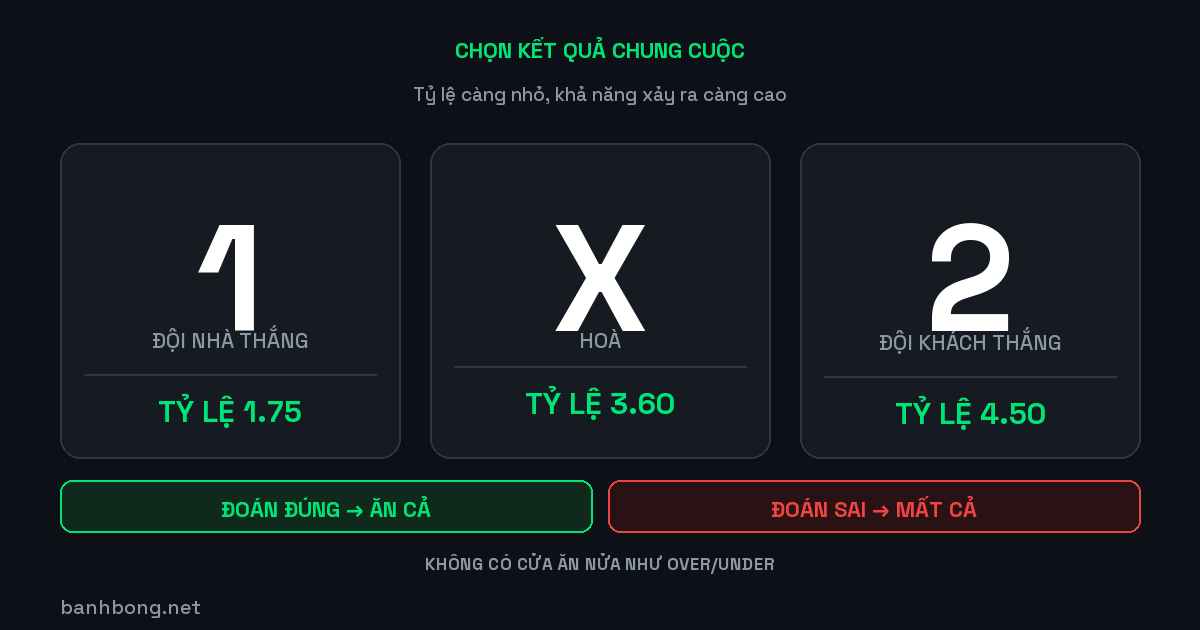 CHỌN KẾT QUẢ CHUNG CUỘC
Tỷ lệ càng nhỏ, khả năng xảy ra càng cao
1
ĐỘI NHÀ THẮNG
TỶ LỆ 1.75
X
HOÀ
TỶ LỆ 3.60
2
ĐỘI KHÁCH THẮNG
TỶ LỆ 4.50
ĐOÁN ĐÚNG → ĂN CẢ
ĐOÁN SAI → MẤT CẢ
KHÔNG CÓ CỬA ĂN NỬA NHƯ OVER/UNDER
banhbong.net